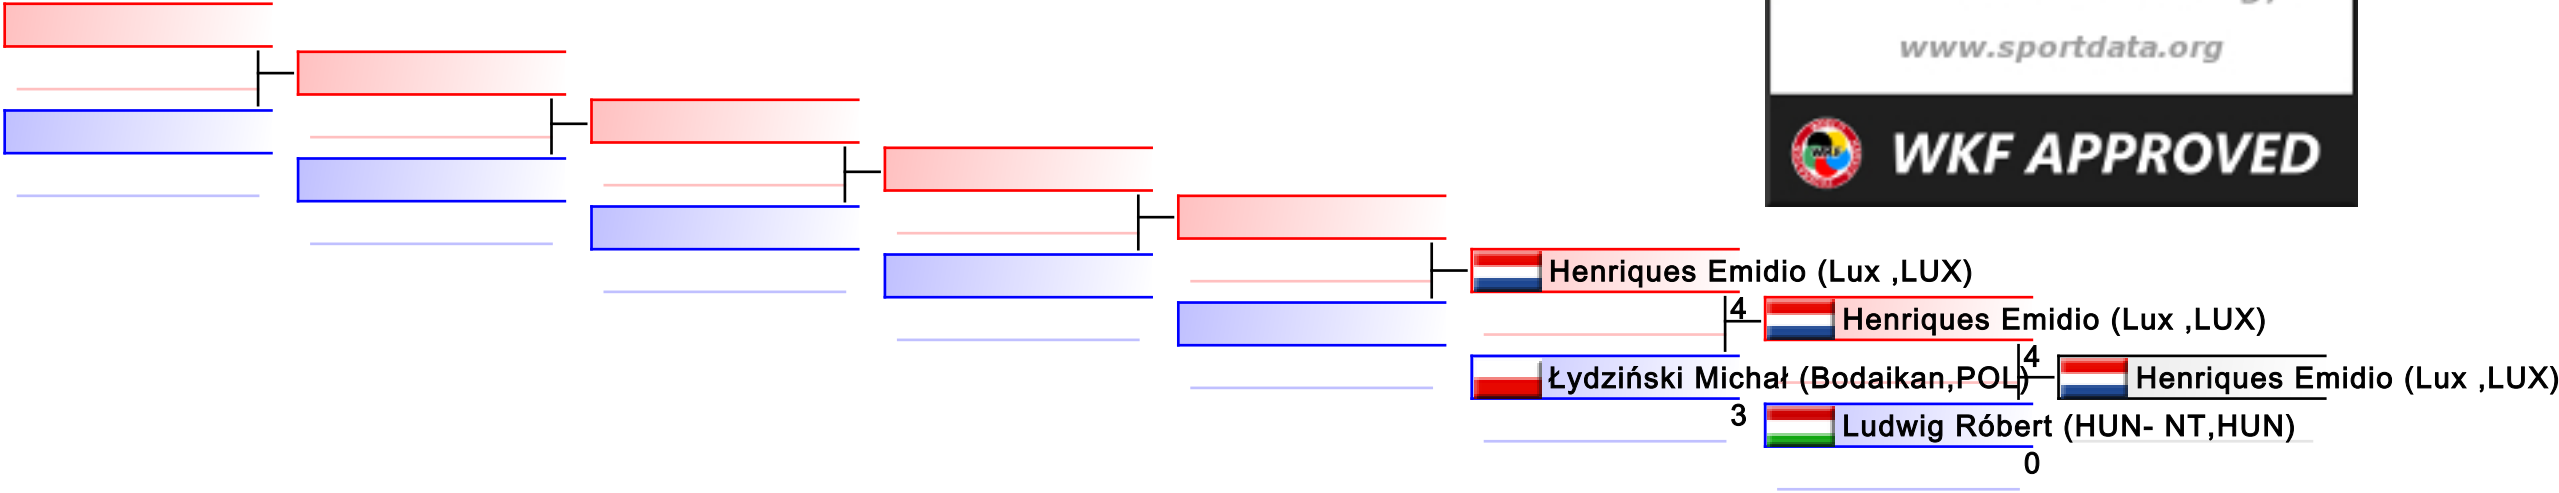 www.sportdata.org
WKF APPROVED
Henriques Emidio (Lux ,LUX)
4
Henriques Emidio (Lux ,LUX)
4
Łydziński Michał (Bodaikan,POL)
Henriques Emidio (Lux ,LUX)
3
Ludwig Róbert (HUN- NT,HUN)
0